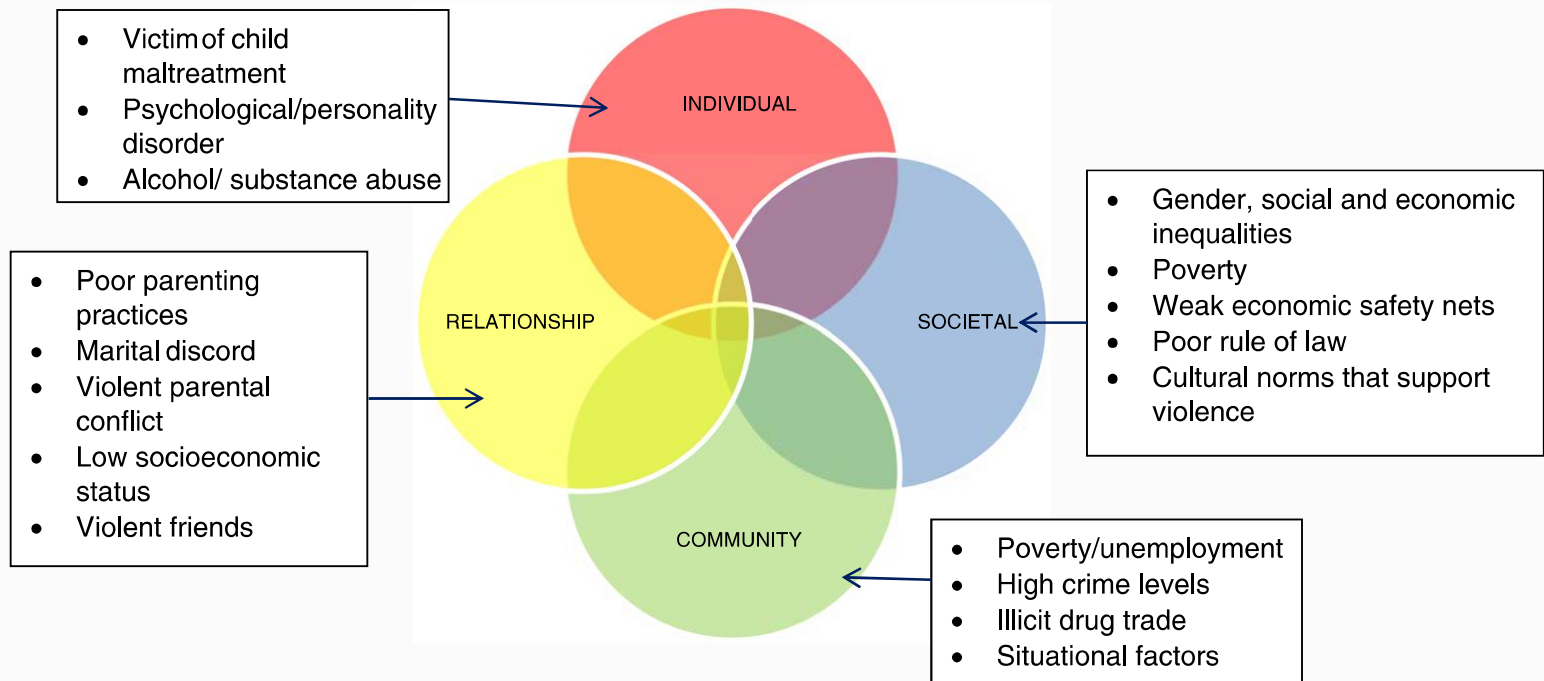 • Victim of child
maltreatment
• Psychological/personality
disorder
• Alcohol/ substance abuse
INDIVIDUAL
• Poor parenting
practices
• Marital discord
• Violent parental
conflict
• Low socioeconomic
status
• Violent friends
RELATIONSHIP
SOCIETAL
• Gender, social and economic
inequalities
• Poverty
• Weak economic safety nets
• Poor rule of law
• Cultural norms that support
violence
COMMUNITY
• Poverty/unemployment
• High crime levels
• Illicit drug trade
• Situational factors